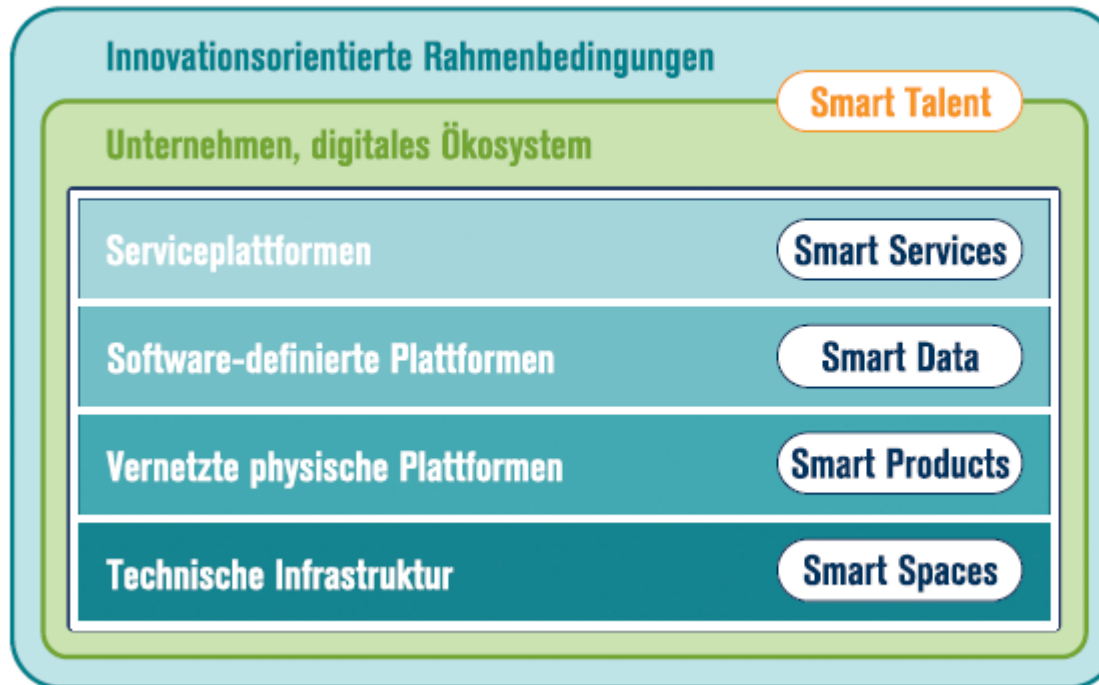 Innovationsorientierte Rahmenbedingungen
Smart Talent
Unternehmen, digitales Ökosystem
Serviceplattformen
Smart Services
Software-definierte Plattformen
Smart Data
Vernetzte physische Plattformen
Smart Products
Technische Infrastruktur
Smart Spaces